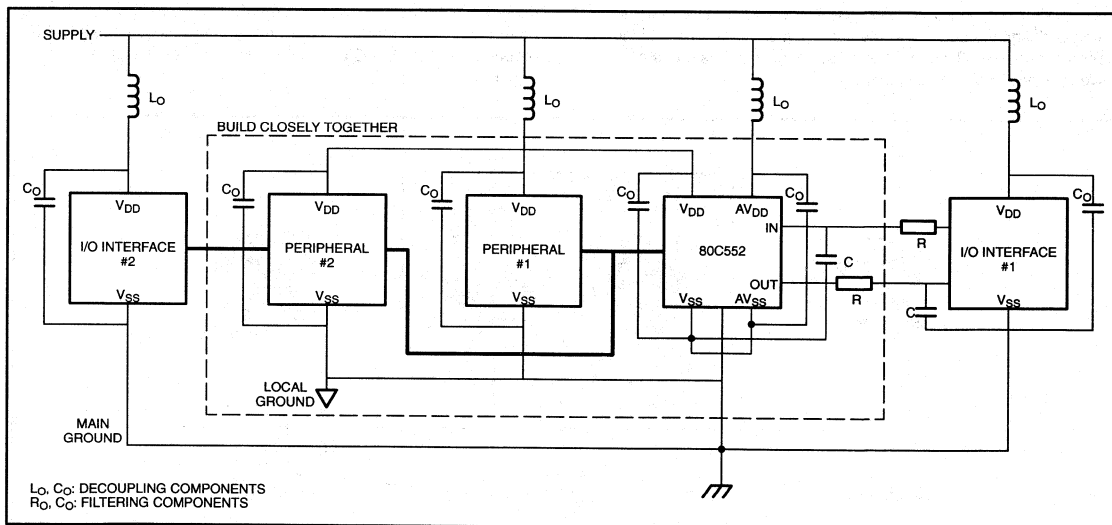 SUPPLY
LO
LO
LO
LO
BUILD CLOSELY TOGETHER
CO
CO
CO
CO
CO
CO
VDD
VDD
VDD
VDD
AVDD
VDD
IN
R
I/O INTERFACE
#2
PERIPHERAL
#2
PERIPHERAL
#1
80C552
C
I/O INTERFACE
#1
OUT
R
VSS
VSS
VSS
VSS
AVSS
C
VSS
LOCAL
GROUND
MAIN
GROUND
LO, CO: DECOUPLING COMPONENTS
RO, CO: FILTERING COMPONENTS